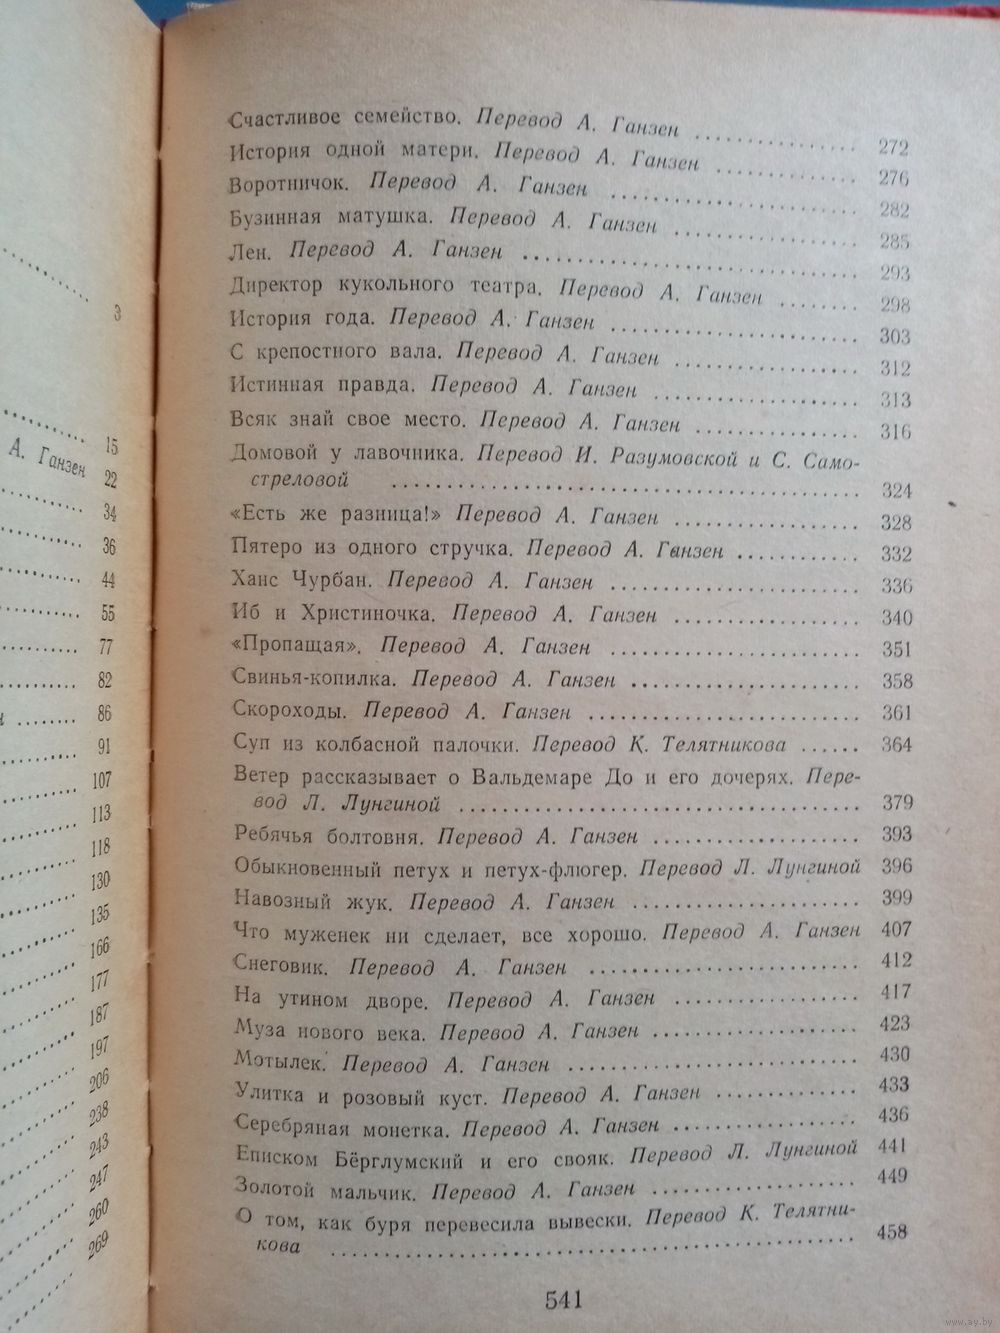 3
15
А. Ганзен 22
34
36
44
55
77
82
86
91
107
113
118
130
135
166
177
187
197
206
238
243
247
260
269
Счастливое семейство. Перевод А. Ганзен .......... 272
История одной матери. Перевод А. Ганзен .......... 276
Воротничок. Перевод А. Ганзен .......... 282
Бузинная матушка. Перевод А. Ганзен .......... 285
Лен. Перевод А. Ганзен .......... 293
Директор кукольного театра. Перевод А. Ганзен .......... 298
История года. Перевод А. Ганзен .......... 303
С крепостного вала. Перевод А. Ганзен .......... 312
Истинная правда. Перевод А. Ганзен .......... 313
Всяк знай свое место. Перевод А. Ганзен .......... 316
Домовой у лавочника. Перевод И. Разумовской и С. Само-
стреловой .......... 324
«Есть же разница!» Перевод А. Ганзен .......... 328
Пятеро из одного стручка. Перевод А. Ганзен .......... 332
Ханс Чурбан. Перевод А. Ганзен .......... 336
Иб и Христиночка. Перевод А. Ганзен .......... 340
«Пропащая». Перевод А. Ганзен .......... 351
Свинья-копилка. Перевод А. Ганзен .......... 358
Скороходы. Перевод А. Ганзен .......... 361
Суп из колбасной палочки. Перевод К. Телятникова ...... 364
Ветер рассказывает о Вальдемаре До и его дочерях. Пере-
вод Л. Лунгиной .......... 379
Ребячья болтовня. Перевод А. Ганзен .......... 393
Обыкновенный петух и петух-флюгер. Перевод Л. Лунгиной 396
Навозный жук. Перевод А. Ганзен .......... 399
Что муженек ни сделает, все хорошо. Перевод А. Ганзен 407
Снеговик. Перевод А. Ганзен .......... 412
На утином дворе. Перевод А. Ганзен .......... 417
Муза нового века. Перевод А. Ганзен .......... 423
Мотылек. Перевод А. Ганзен .......... 430
Улитка и розовый куст. Перевод А. Ганзен .......... 433
Серебряная монетка. Перевод А. Ганзен .......... 436
Епископ Бёрглумский и его свояк. Перевод Л. Лунгиной 441
Золотой мальчик. Перевод А. Ганзен .......... 449
О том, как буря перевесила вывески. Перевод К. Телятни-
кова .......... 458
541
www.ay.by